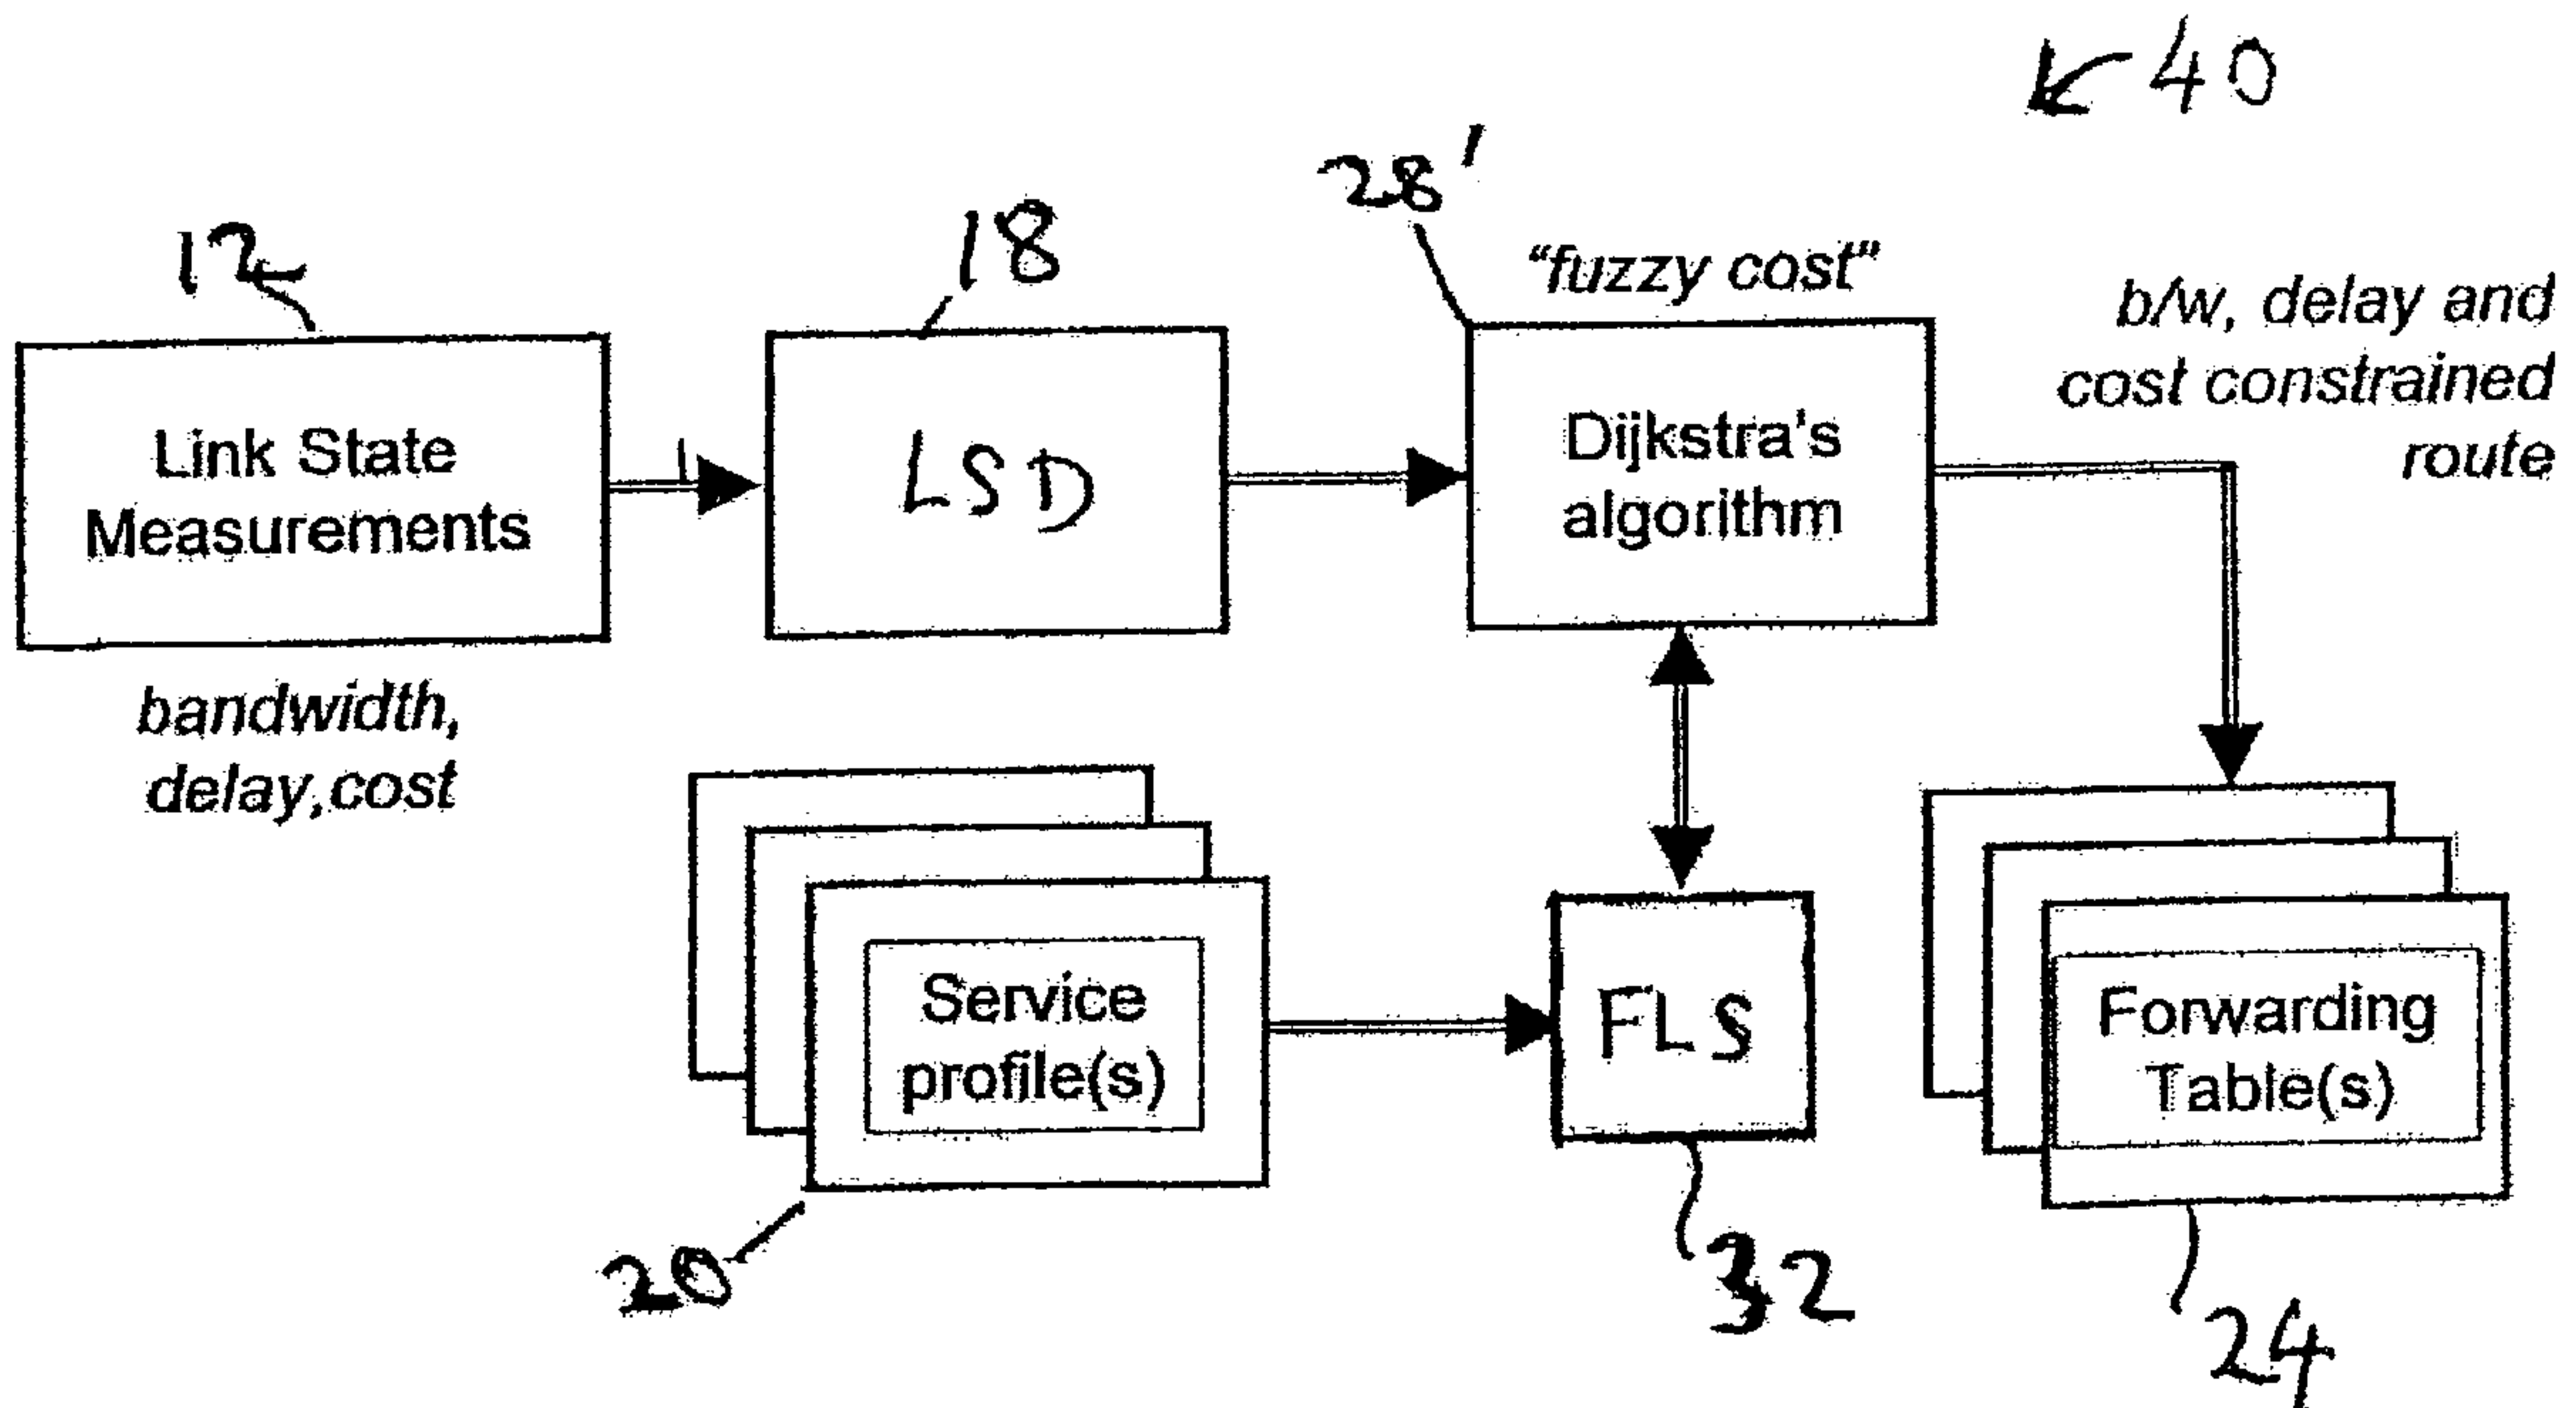 40
28'
12
18
"fuzzy cost"
b/w, delay and
cost constrained
route
Link State
Measurements
LSD
Dijkstra's
algorithm
bandwidth,
delay,cost
Service
profile(s)
FLS
Forwarding
Table(s)
20
32
24